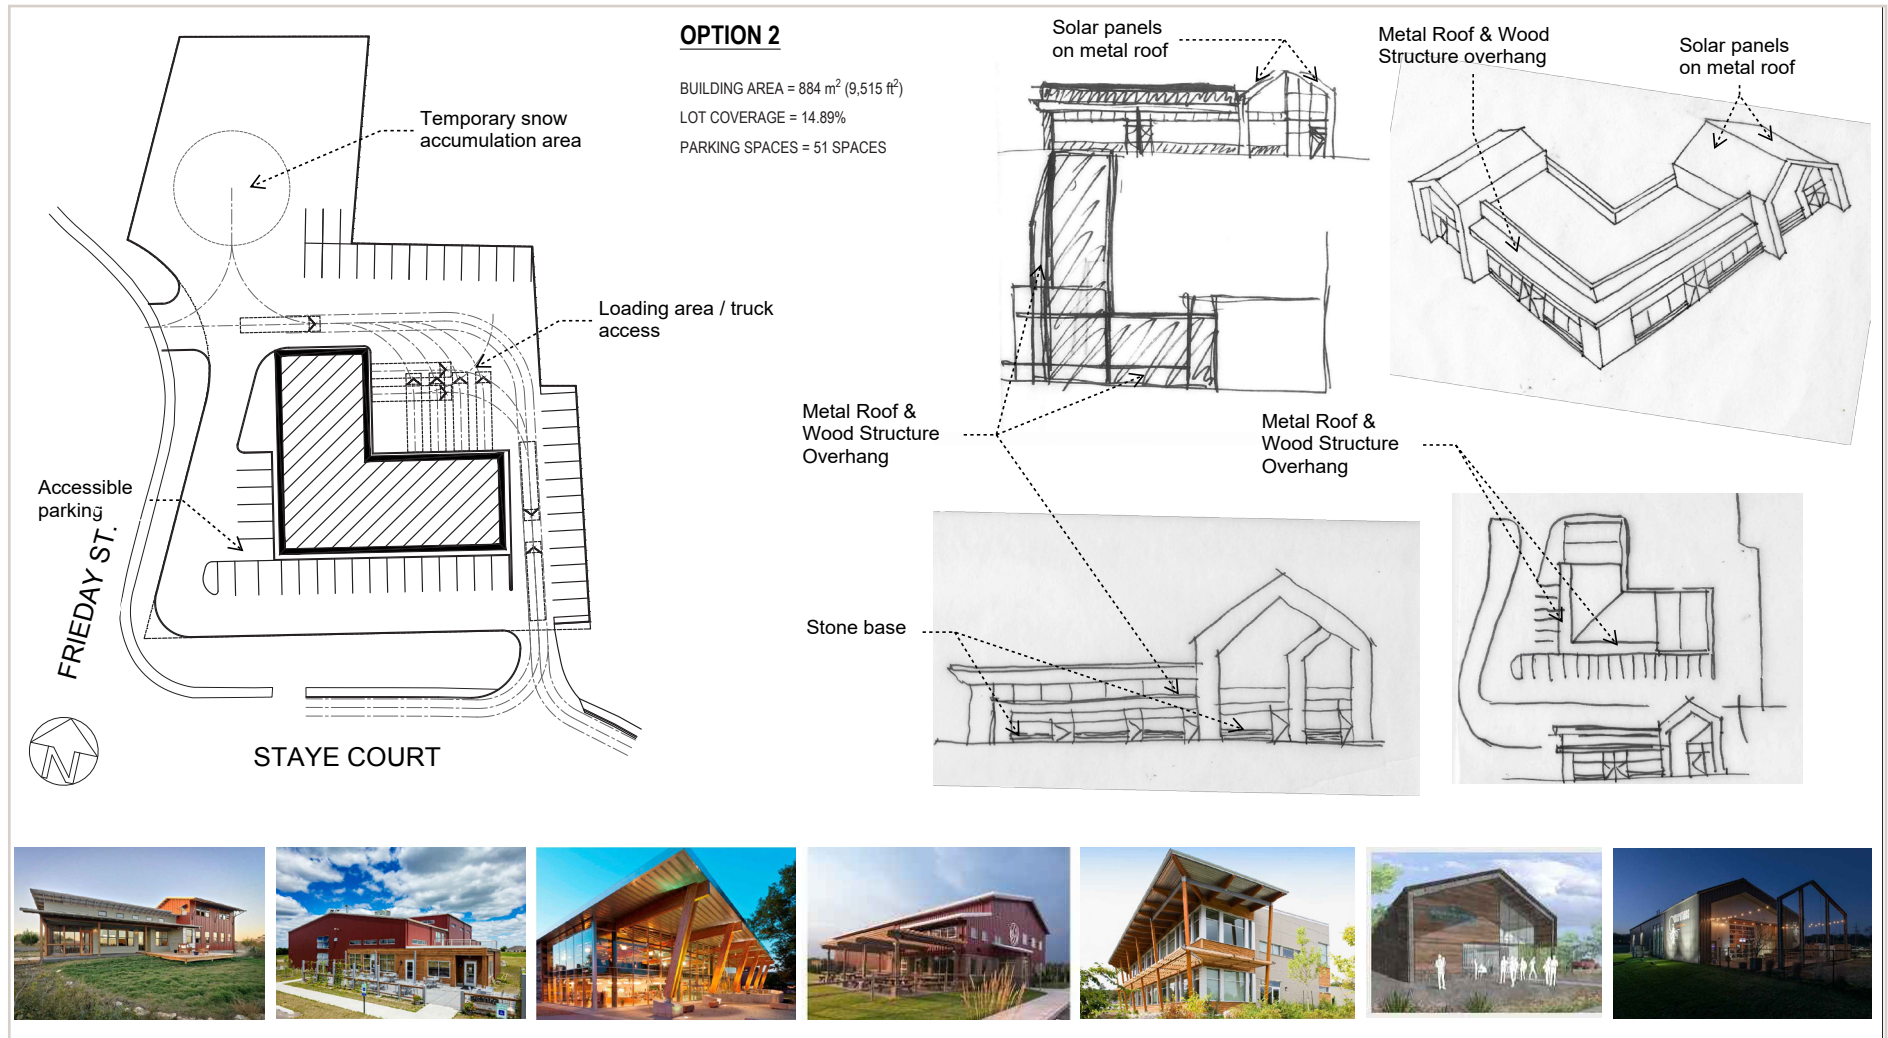 OPTION 2
BUILDING AREA = 884 m² (9,515 ft²)
LOT COVERAGE = 14.89%
PARKING SPACES = 51 SPACES
Temporary snow
accumulation area
Loading area / truck
access
Accessible
parking
FRIEDAY ST.
STAYE COURT
N
Solar panels
on metal roof
Metal Roof & Wood
Structure overhang
Solar panels
on metal roof
Metal Roof &
Wood Structure
Overhang
Metal Roof &
Wood Structure
Overhang
Stone base